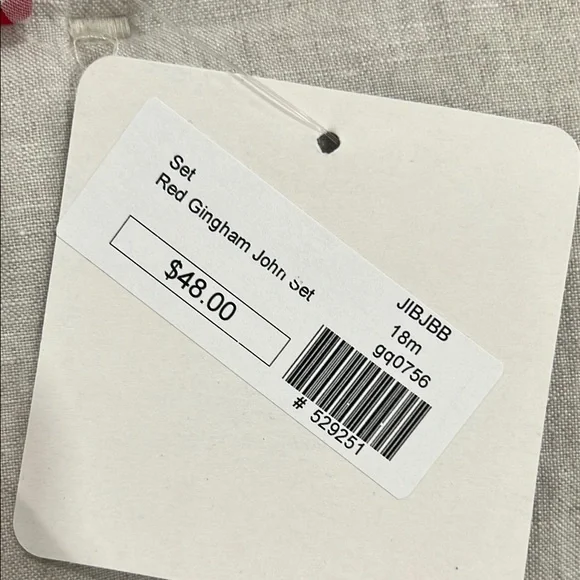 Set
Red Gingham John Set
$48.00
JIBJBB
18m
gq0756
# 529251